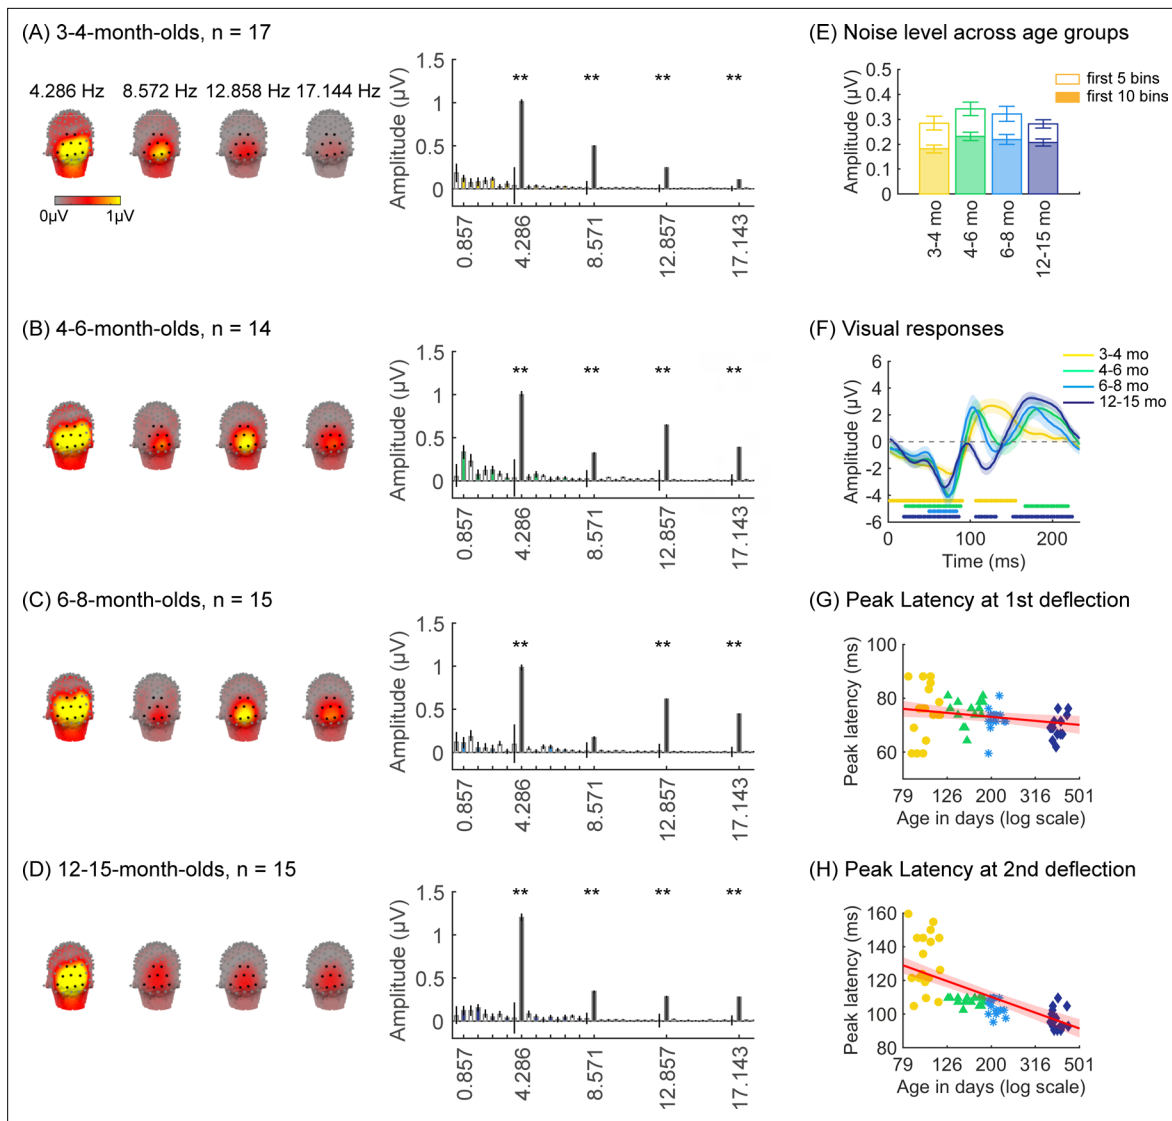 (A) 3-4-month-olds, n = 17
4.286 Hz 8.572 Hz 12.858 Hz 17.144 Hz
0µV 1µV
Amplitude (µV)
1.5
1
0.5
0
** ** ** **
0.857 4.286 8.571 12.857 17.143
(B) 4-6-month-olds, n = 14
Amplitude (µV)
1.5
1
0.5
0
** ** ** **
0.857 4.286 8.571 12.857 17.143
(C) 6-8-month-olds, n = 15
Amplitude (µV)
1.5
1
0.5
0
** ** **
0.857 4.286 8.571 12.857 17.143
(D) 12-15-month-olds, n = 15
Amplitude (µV)
1.5
1
0.5
0
** ** ** **
0.857 4.286 8.571 12.857 17.143
(E) Noise level across age groups
Amplitude (µV)
0.5
0.4
0.3
0.2
0.1
0
first 5 bins
first 10 bins
3-4 mo 4-6 mo 6-8 mo 12-15 mo
(F) Visual responses
Amplitude (µV)
6
4
2
0
-2
-4
-6
3-4 mo
4-6 mo
6-8 mo
12-15 mo
0 100 200
Time (ms)
(G) Peak Latency at 1st deflection
Peak latency (ms)
100
80
60
79 126 200 316 501
Age in days (log scale)
(H) Peak Latency at 2nd deflection
Peak latency (ms)
160
140
120
100
80
79 126 200 316 501
Age in days (log scale)